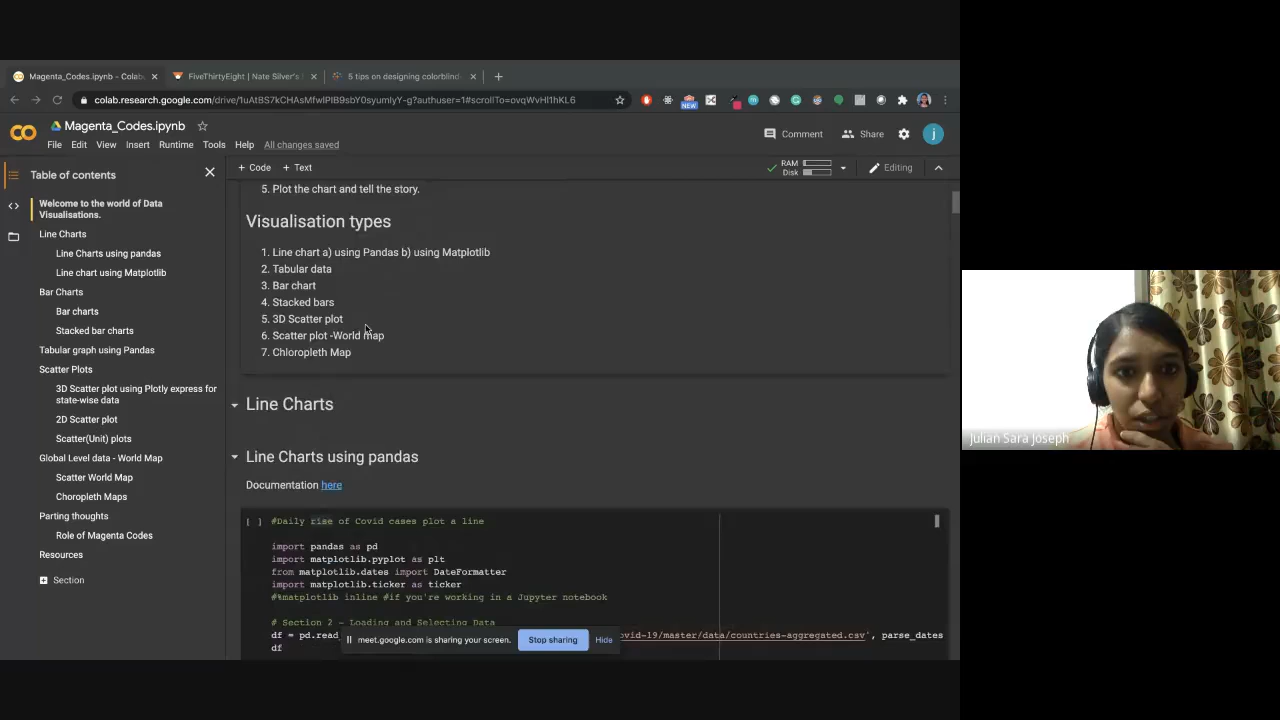 Magenta_Codes.ipynb - Colab
FiveThirtyEight | Nate Silver's
5 tips on designing colorblind-
colab.research.google.com/drive/1uAtBS7kCHAsMfwlPIB9sbY0syumlyY-g?authuser=1#scrollTo=ovqWvHl1hKL6
NEW
Magenta_Codes.ipynb
Comment
Share
j
File Edit View Insert Runtime Tools Help All changes saved
Table of contents
+ Code + Text
RAM
Disk
Editing
Welcome to the world of Data
Visualisations.
Line Charts
Line Charts using pandas
Line chart using Matplotlib
Bar Charts
Bar charts
Stacked bar charts
Tabular graph using Pandas
Scatter Plots
3D Scatter plot using Plotly express for
state-wise data
2D Scatter plot
Scatter(Unit) plots
Global Level data - World Map
Scatter World Map
Choropleth Maps
Parting thoughts
Role of Magenta Codes
Resources
Section
5. Plot the chart and tell the story.
Visualisation types
1. Line chart a) using Pandas b) using Matplotlib
2. Tabular data
3. Bar chart
4. Stacked bars
5. 3D Scatter plot
6. Scatter plot -World map
7. Chloropleth Map
Line Charts
Line Charts using pandas
Documentation here
[ ] #Daily rise of Covid cases plot a line
import pandas as pd
import matplotlib.pyplot as plt
from matplotlib.dates import DateFormatter
import matplotlib.ticker as ticker
#%matplotlib inline #if you're working in a Jupyter notebook
# Section 2 - Loading and Selecting Data
df = pd.read_ ovid-19/master/data/countries-aggregated.csv', parse_dates
df
meet.google.com is sharing your screen. Stop sharing Hide
Julian Sara Joseph